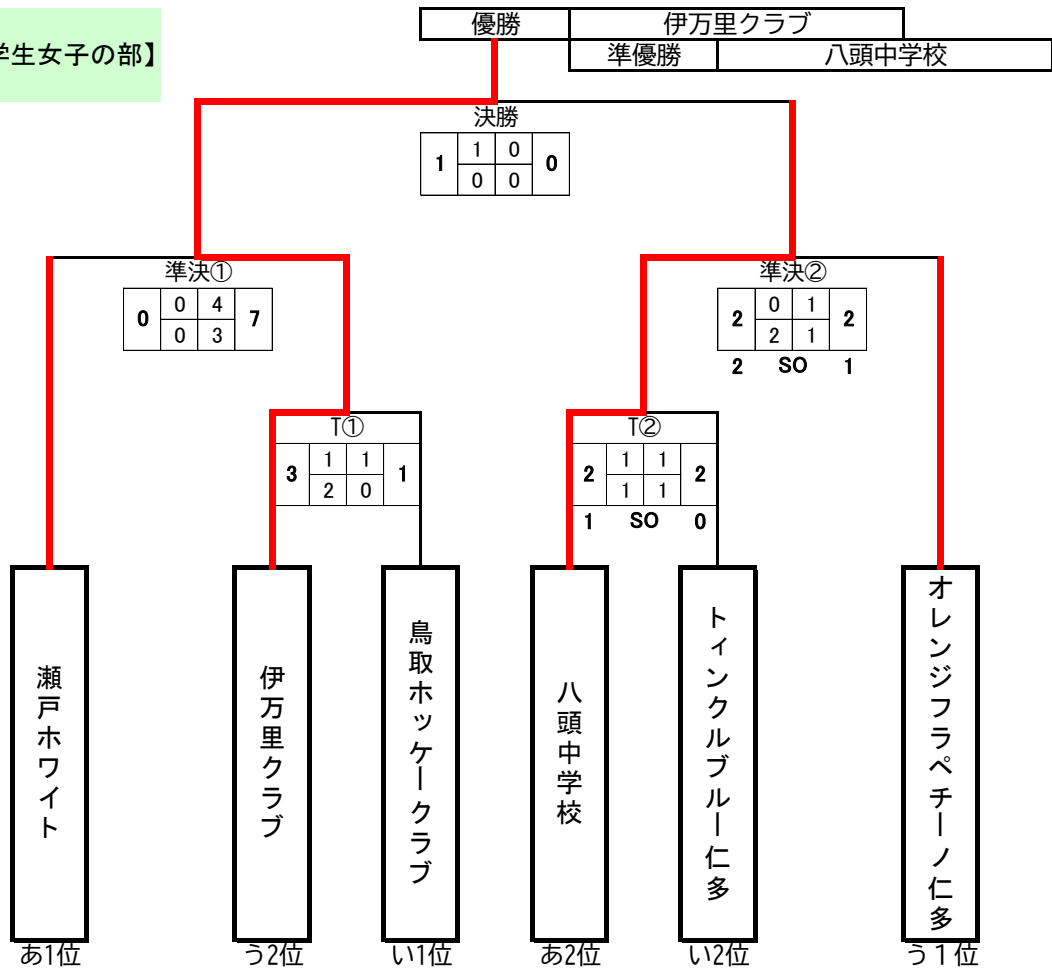 優勝 伊万里クラブ
準優勝 八頭中学校
学生女子の部】
決勝
1 1 0 0
0 0
準決①
0 0 4 7
0 3
準決②
2 0 1 2
2 1
2 SO 1
T①
3 1 1 1
2 0
T②
2 1 1 2
1 1
1 SO 0
瀬戸ホワイト
伊万里クラブ
鳥取ホッケークラブ
八頭中学校
トィンクルブルー仁多
オレンジフラペチーノ仁多
あ1位
う2位
い1位
あ2位
い2位
う１位